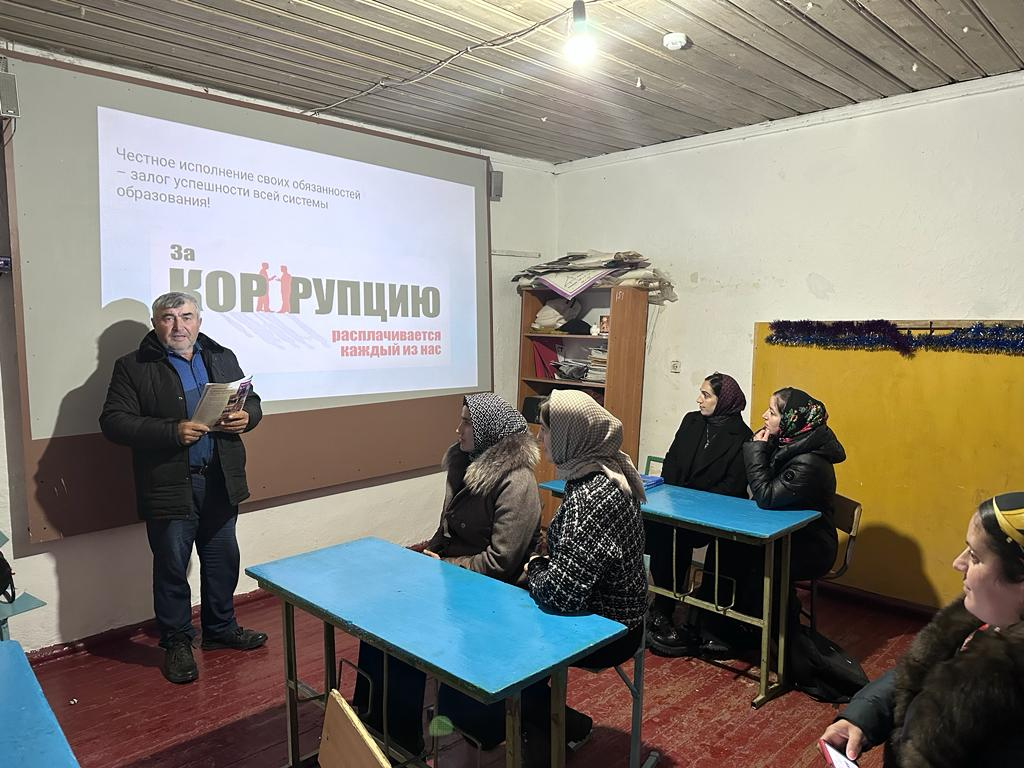 Честное исполнение своих обязанностей
– залог успешности всей системы
образования!
За
КОРРУПЦИЮ
расплачивается
каждый из нас